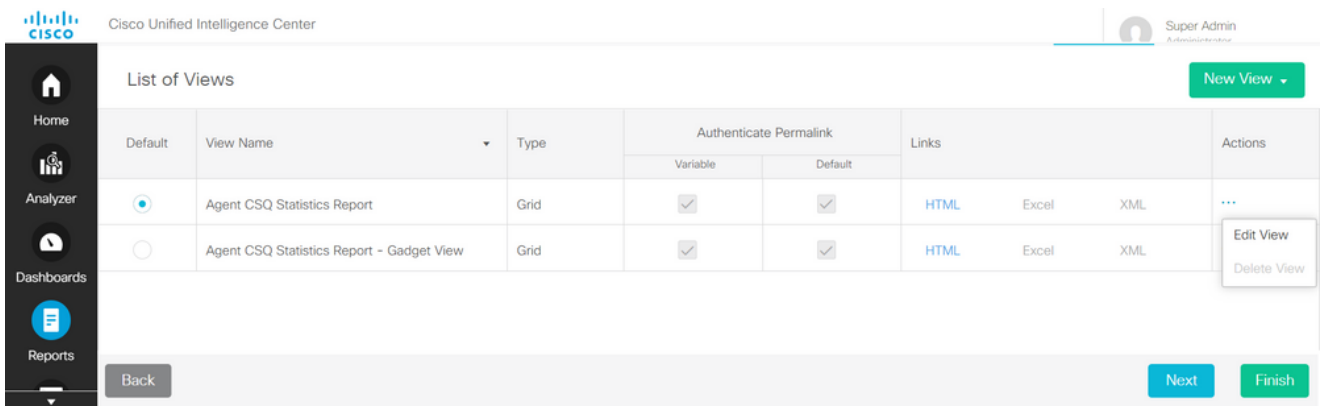 CISCO
Cisco Unified Intelligence Center
Super Admin
Administrator
Home
Analyzer
Dashboards
Reports
List of Views
New View
Default
View Name
Type
Authenticate Permalink
Variable
Default
Links
Actions
Agent CSQ Statistics Report
Grid
HTML
Excel
XML
...
Agent CSQ Statistics Report - Gadget View
Grid
HTML
Excel
XML
Edit View
Delete View
Back
Next
Finish